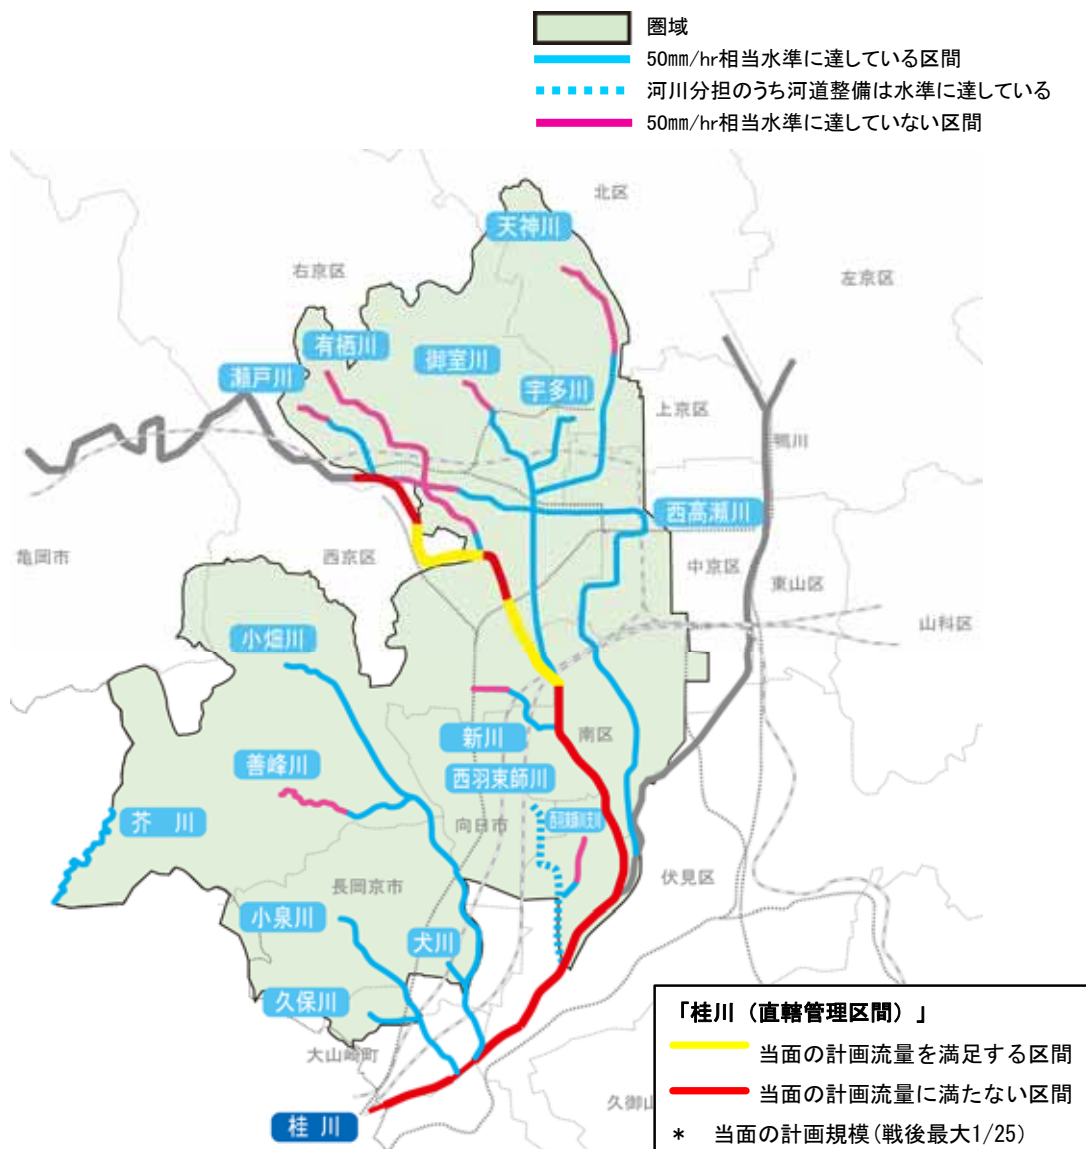 圏域
50mm/hr相当水準に達している区間
河川分担のうち河道整備は水準に達している
50mm/hr相当水準に達していない区間
北区
天神川
左京区
右京区
有栖川
御室川
瀬戸川
宇多川
上京区
鴨川
西高瀬川
亀岡市
西京区
中京区
東山区
山科区
小畑川
新川
南区
善峰川
西羽束師川
芥 川
向日市
西羽束師川支川
長岡京市
伏見区
小泉川
犬川
久保川
大山崎町
桂 川
久御山
「桂川（直轄管理区間）」
当面の計画流量を満足する区間
当面の計画流量に満たない区間
* 当面の計画規模(戦後最大1/25)